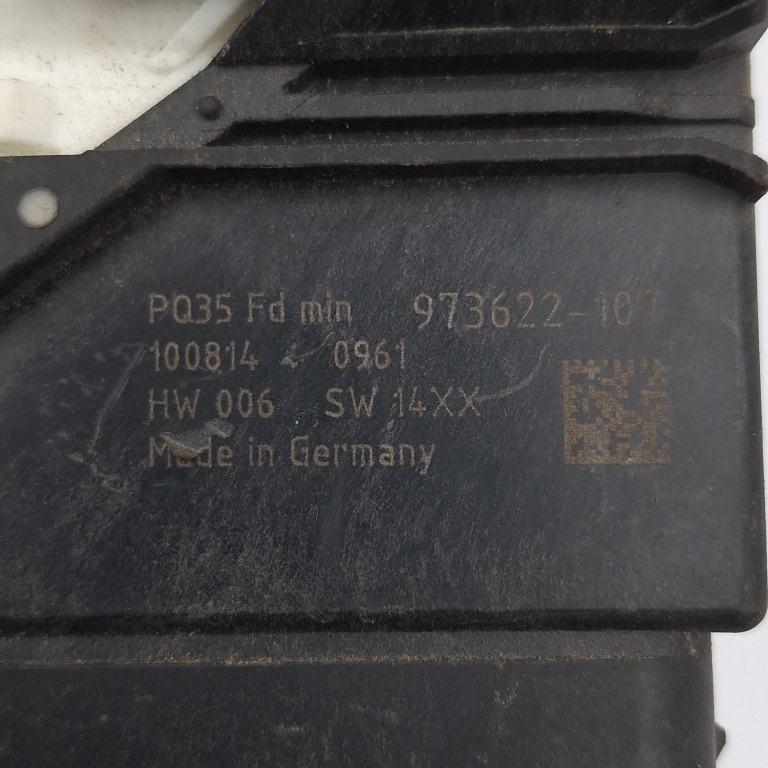 PQ35 Fd min 973622-107
100814 0961
HW 006 SW 14XX
Made in Germany